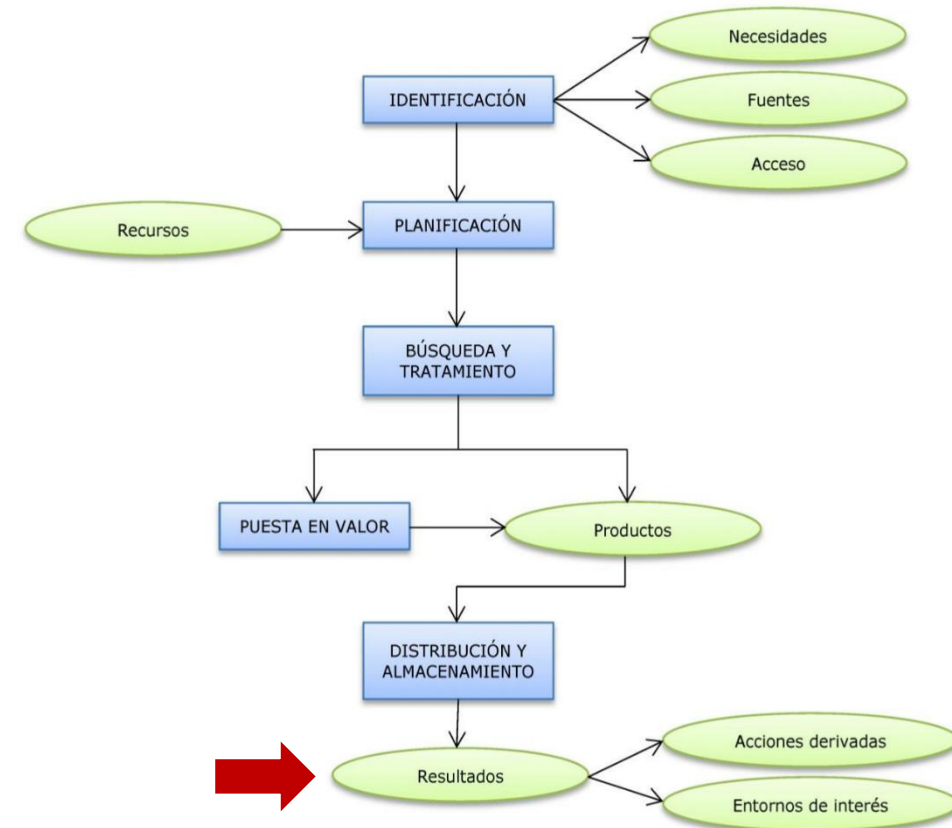 Necesidades
IDENTIFICACIÓN
Fuentes
Acceso
Recursos
PLANIFICACIÓN
BÚSQUEDA Y
TRATAMIENTO
PUESTA EN VALOR
Productos
DISTRIBUCIÓN Y
ALMACENAMIENTO
Acciones derivadas
Resultados
Entornos de interés